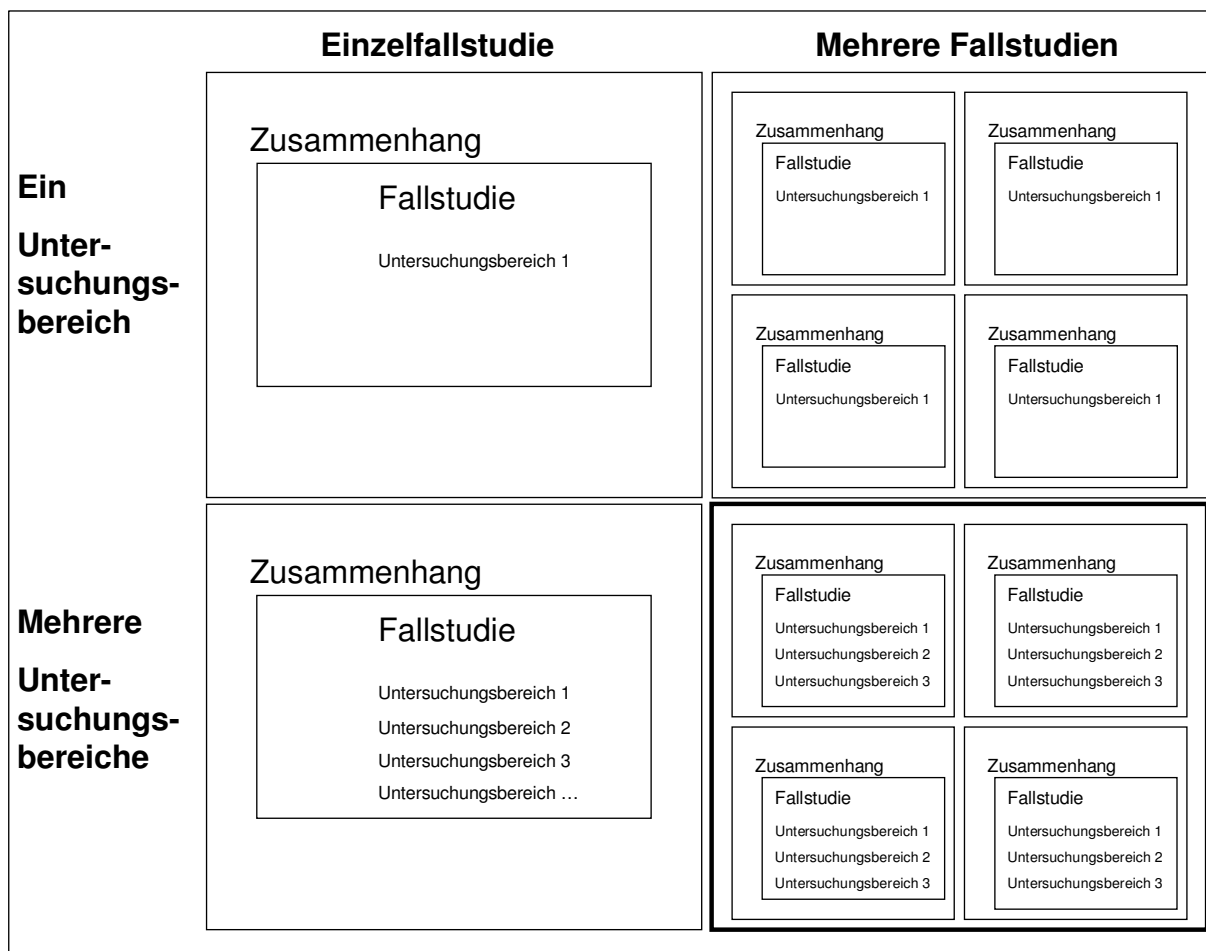 Einzelfallstudie
Mehrere Fallstudien
Ein
Unter-
suchungs-
bereich
Zusammenhang
Fallstudie
Untersuchungsbereich 1
Zusammenhang
Fallstudie
Untersuchungsbereich 1
Zusammenhang
Fallstudie
Untersuchungsbereich 1
Zusammenhang
Fallstudie
Untersuchungsbereich 1
Zusammenhang
Fallstudie
Untersuchungsbereich 1
Mehrere
Unter-
suchungs-
bereiche
Zusammenhang
Fallstudie
Untersuchungsbereich 1
Untersuchungsbereich 2
Untersuchungsbereich 3
Untersuchungsbereich …
Zusammenhang
Fallstudie
Untersuchungsbereich 1
Untersuchungsbereich 2
Untersuchungsbereich 3
Zusammenhang
Fallstudie
Untersuchungsbereich 1
Untersuchungsbereich 2
Untersuchungsbereich 3
Zusammenhang
Fallstudie
Untersuchungsbereich 1
Untersuchungsbereich 2
Untersuchungsbereich 3
Zusammenhang
Fallstudie
Untersuchungsbereich 1
Untersuchungsbereich 2
Untersuchungsbereich 3